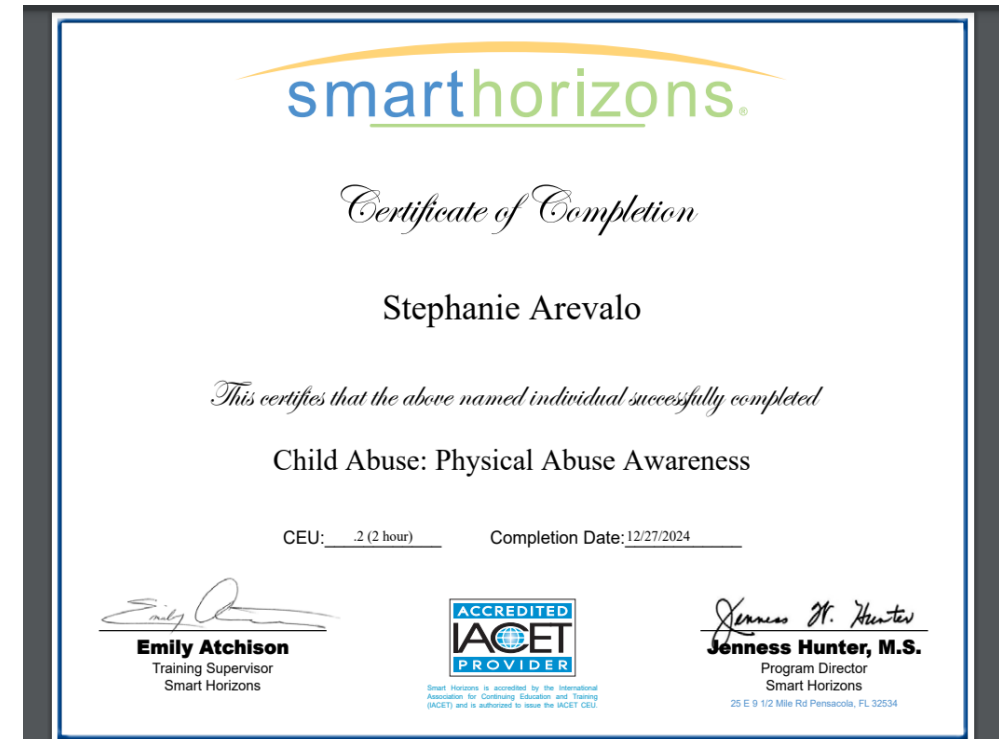 smarthorizons.®
Certificate of Completion
Stephanie Arevalo
This certifies that the above named individual successfully completed
Child Abuse: Physical Abuse Awareness
CEU: .2 (2 hour) Completion Date: 12/27/2024
Emily Atchison
Training Supervisor
Smart Horizons
ACCREDITED
IACET
PROVIDER
Smart Horizons is accredited by the International
Association for Continuing Education and Training
(IACET) and is authorized to issue the IACET CEU.
Jenness W. Hunter
Jenness Hunter, M.S.
Program Director
Smart Horizons
25 E 9 1/2 Mile Rd Pensacola, FL 32534